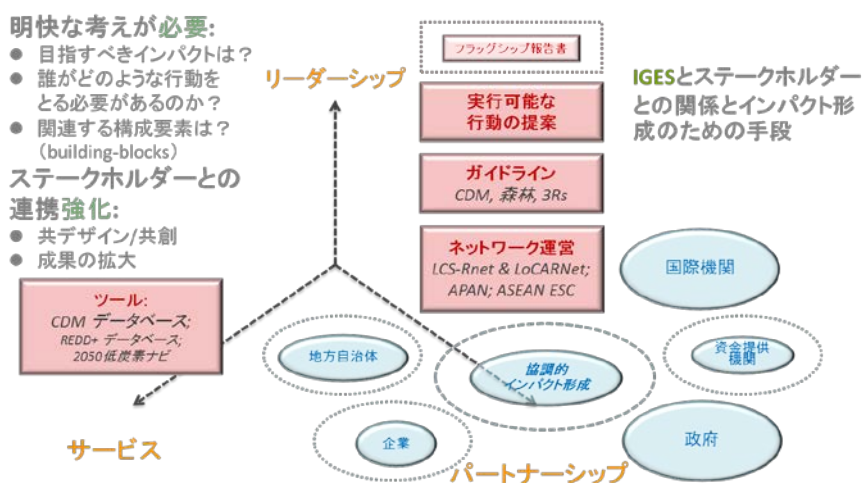 明快な考えが必要:
● 目指すべきインパクトは？
● 誰がどのような行動を
とる必要があるのか？
● 関連する構成要素は？
(building-blocks)
ステークホルダーとの
連携強化:
● 共デザイン/共創
● 成果の拡大
リーダーシップ
フラッグシップ報告書
実行可能な
行動の提案
ガイドライン
CDM, 森林, 3Rs
ネットワーク運営
LCS-Rnet & LoCARNet;
APAN; ASEAN ESC
IGESとステークホルダー
との関係とインパクト形
成のための手段
国際機関
ツール:
CDM データベース;
REDD+ データベース;
2050低炭素ナビ
地方自治体
協調的
インパクト形成
資金提供
機関
サービス
企業
パートナーシップ
政府